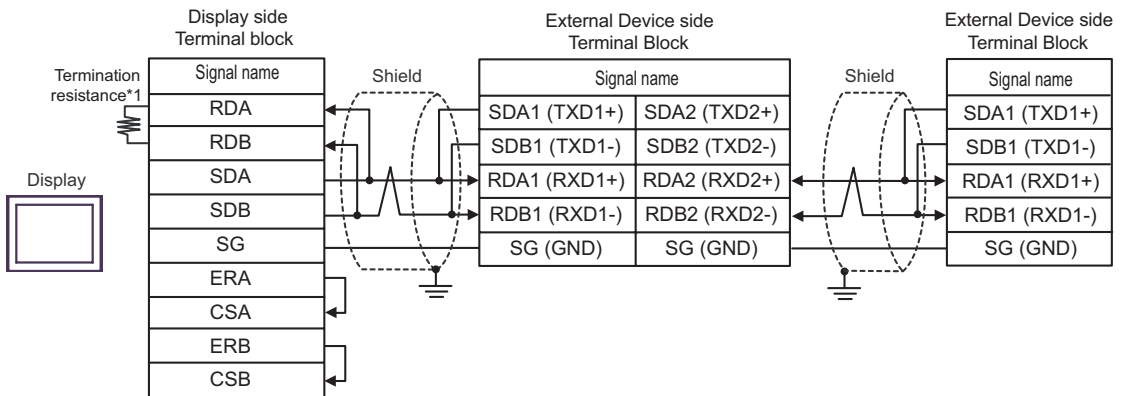 Display side
Terminal block
External Device side
Terminal Block
External Device side
Terminal Block
Termination
resistance*1
Signal name
Shield
Signal name
Shield
Signal name
RDA
SDA1 (TXD1+) SDA2 (TXD2+)
SDA1 (TXD1+)
RDB
SDB1 (TXD1-) SDB2 (TXD2-)
SDB1 (TXD1-)
Display
SDA
RDA1 (RXD1+) RDA2 (RXD2+)
RDA1 (RXD1+)
SDB
RDB1 (RXD1-) RDB2 (RXD2-)
RDB1 (RXD1-)
SG
SG (GND) SG (GND)
SG (GND)
ERA
CSA
ERB
CSB